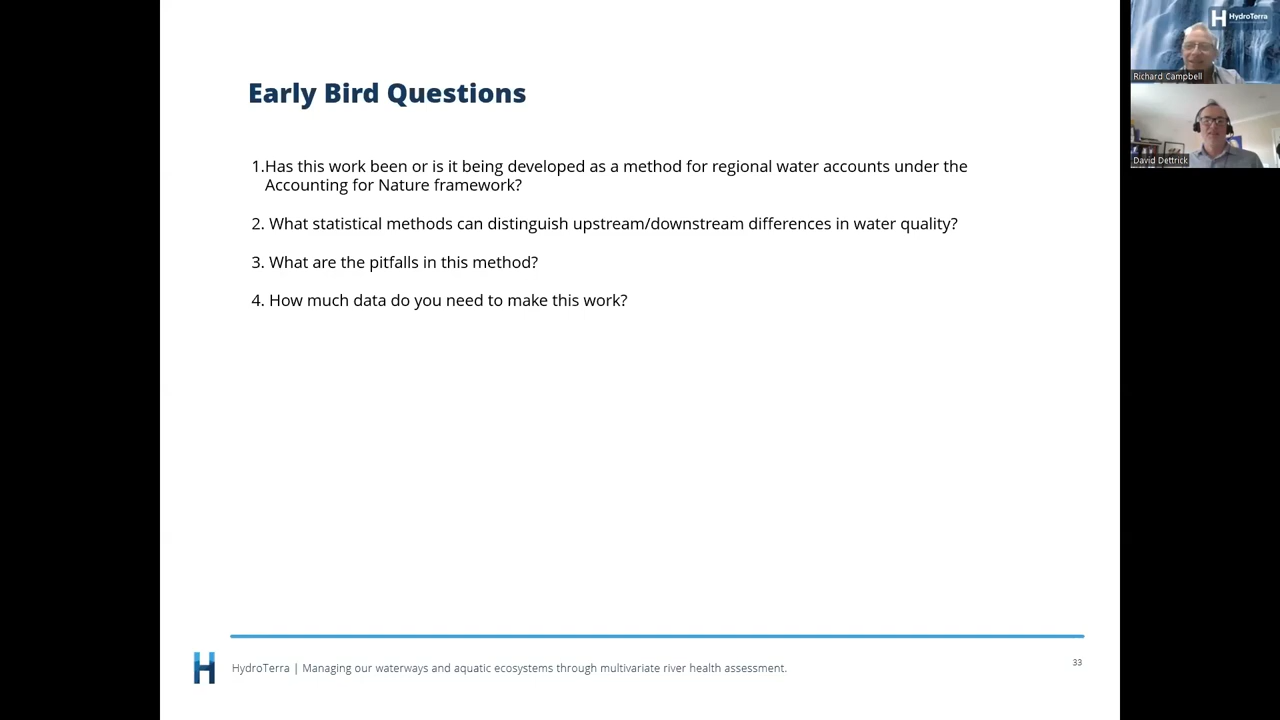 Early Bird Questions
1.Has this work been or is it being developed as a method for regional water accounts under the
Accounting for Nature framework?
2. What statistical methods can distinguish upstream/downstream differences in water quality?
3. What are the pitfalls in this method?
4. How much data do you need to make this work?
H
HydroTerra | Managing our waterways and aquatic ecosystems through multivariate river health assessment.
33
H HydroTerra
Richard Campbell
David Dettrick